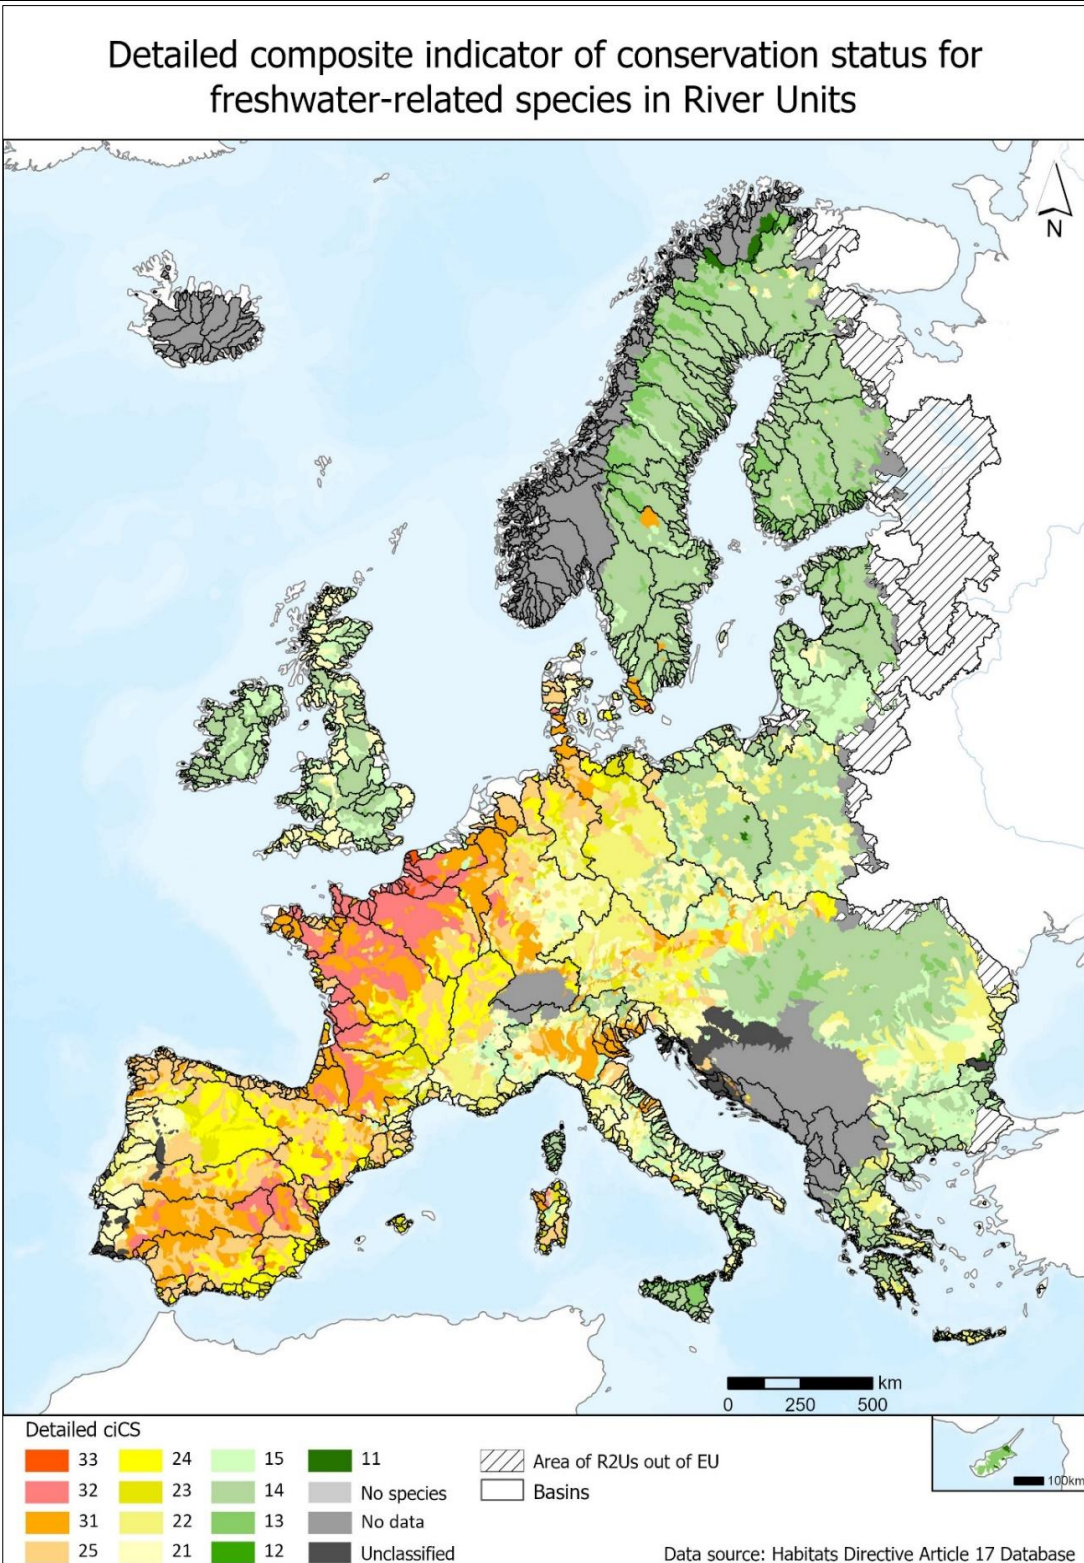 Detailed composite indicator of conservation status for
freshwater-related species in River Units
N
km
0 250 500
Detailed ciCS
33 24 15 11
32 23 14 No species
31 22 13 No data
25 21 12 Unclassified
Area of R2Us out of EU
Basins
100km
Data source: Habitats Directive Article 17 Database